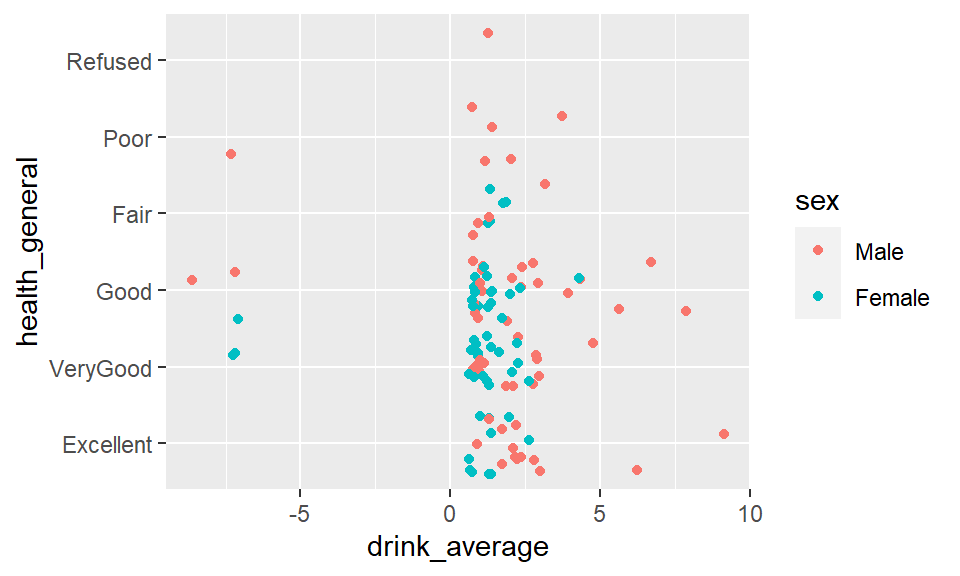 Refused
Poor
Fair
Good
VeryGood
Excellent
health_general
-5
0
5
10
drink_average
sex
Male
Female